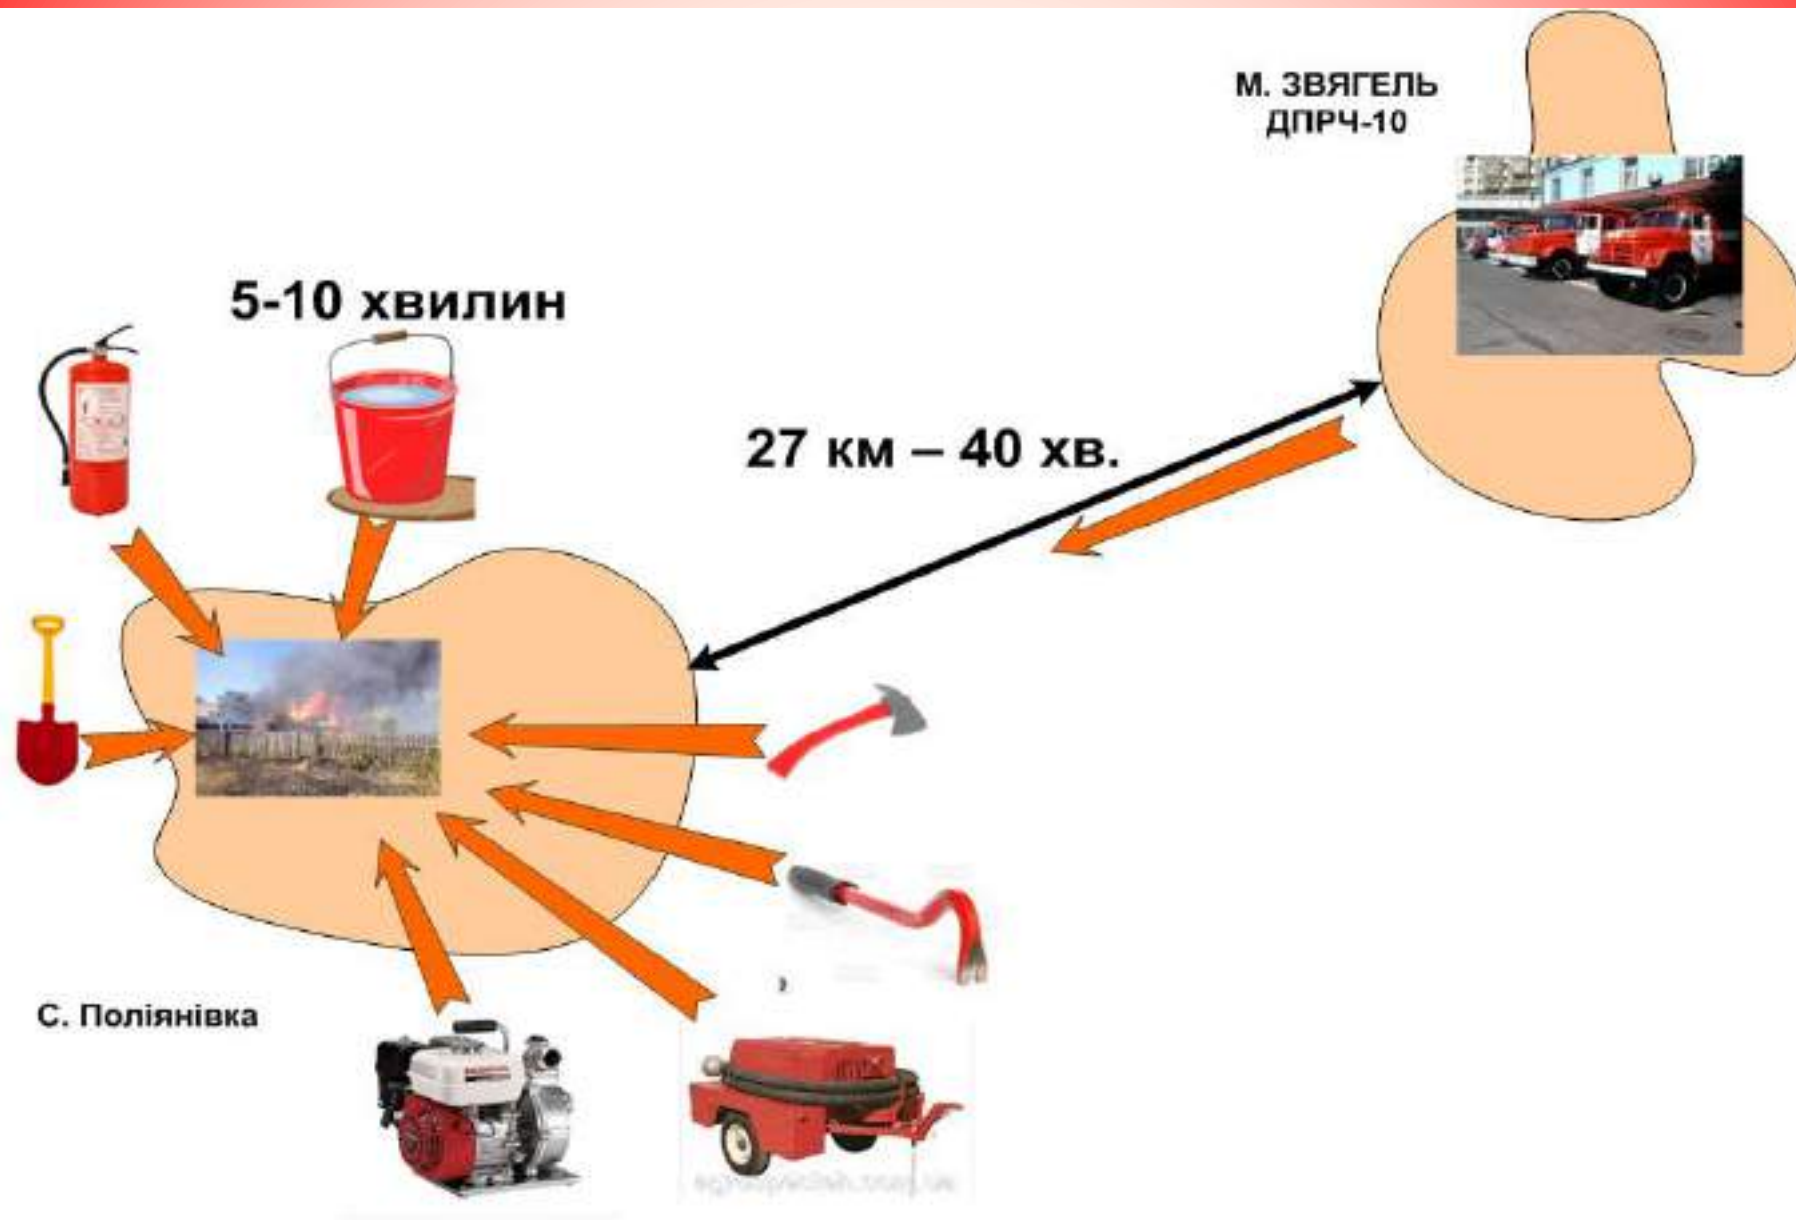 М. ЗВЯГЕЛЬ
ДПРЧ-10
5-10 хвилин
27 км – 40 хв.
С. Поліянівка